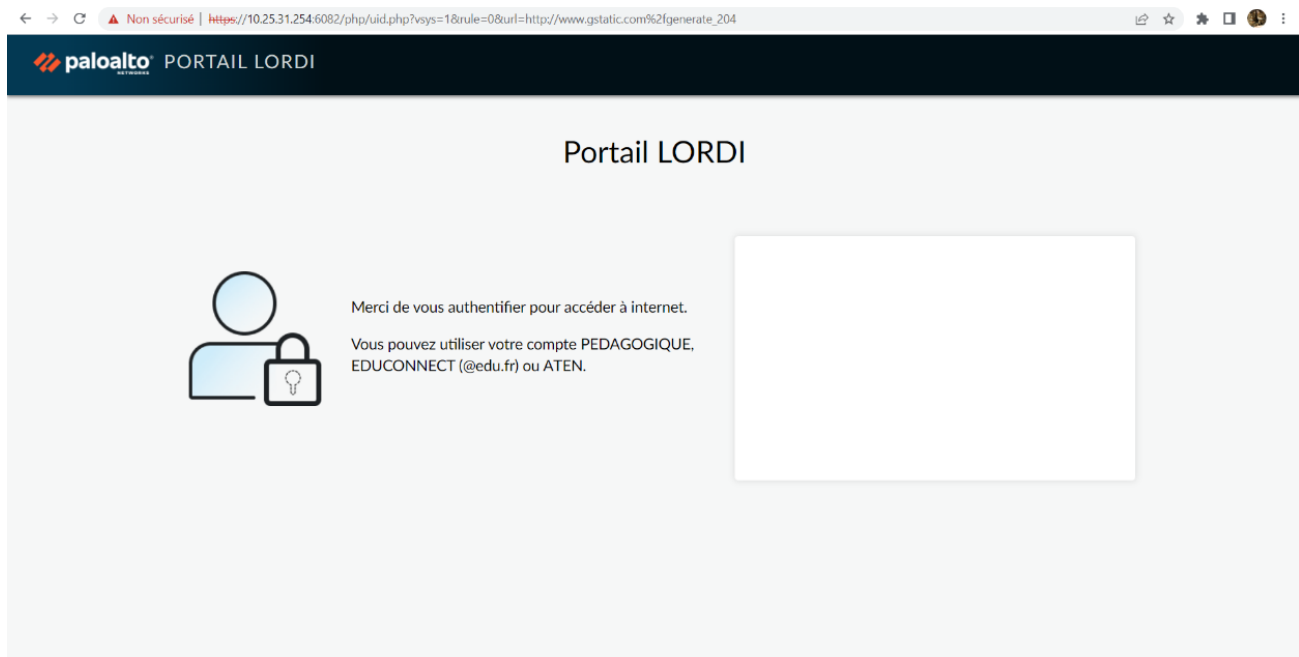 Non sécurisé | https://10.25.31.254:6082/php/uid.php?vsys=1&rule=0&url=http://www.gstatic.com%2fgenerate_204
paloalto NETWORKS PORTAIL LORDI
Portail LORDI
Merci de vous authentifier pour accéder à internet.
Vous pouvez utiliser votre compte PEDAGOGIQUE,
EDUCONNECT (@edu.fr) ou ATEN.